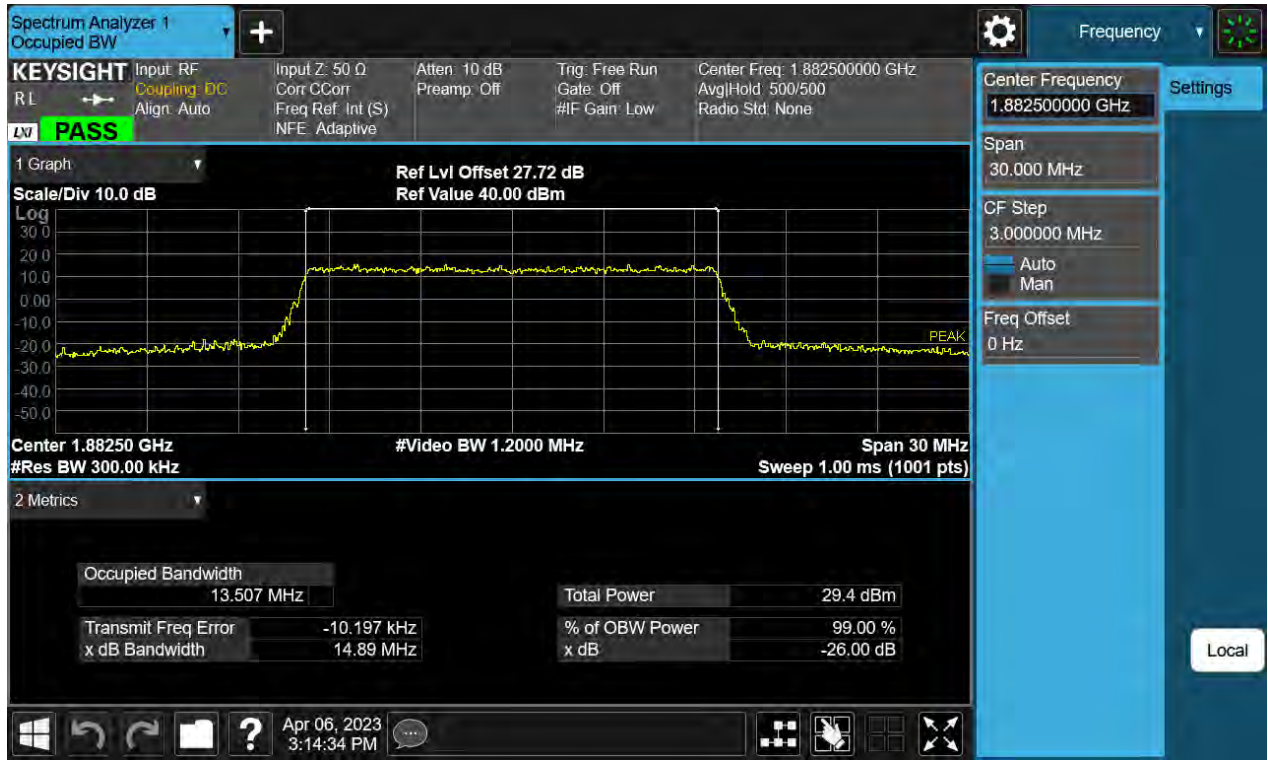 Spectrum Analyzer 1
Occupied BW
+
Frequency
KEYSIGHT
RL
LXI PASS
Input: RF
Coupling: DC
Align: Auto
Input Z: 50 Ω
Corr CCorr
Freq Ref: Int (S)
NFE: Adaptive
Atten: 10 dB
Preamp: Off
Trig: Free Run
Gate: Off
#IF Gain: Low
Center Freq: 1.882500000 GHz
Avg|Hold: 500/500
Radio Std: None
1 Graph
Scale/Div 10.0 dB
Ref Lvl Offset 27.72 dB
Ref Value 40.00 dBm
Log
30.0
20.0
10.0
0.00
-10.0
-20.0
-30.0
-40.0
-50.0
PEAK
Center 1.88250 GHz
#Res BW 300.00 kHz
#Video BW 1.2000 MHz
Span 30 MHz
Sweep 1.00 ms (1001 pts)
2 Metrics
Occupied Bandwidth
13.507 MHz
Transmit Freq Error -10.197 kHz
x dB Bandwidth 14.89 MHz
Total Power 29.4 dBm
% of OBW Power 99.00 %
x dB -26.00 dB
Center Frequency
1.882500000 GHz
Span
30.000 MHz
CF Step
3.000000 MHz
Auto
Man
Freq Offset
0 Hz
Settings
Local
?
Apr 06, 2023
3:14:34 PM